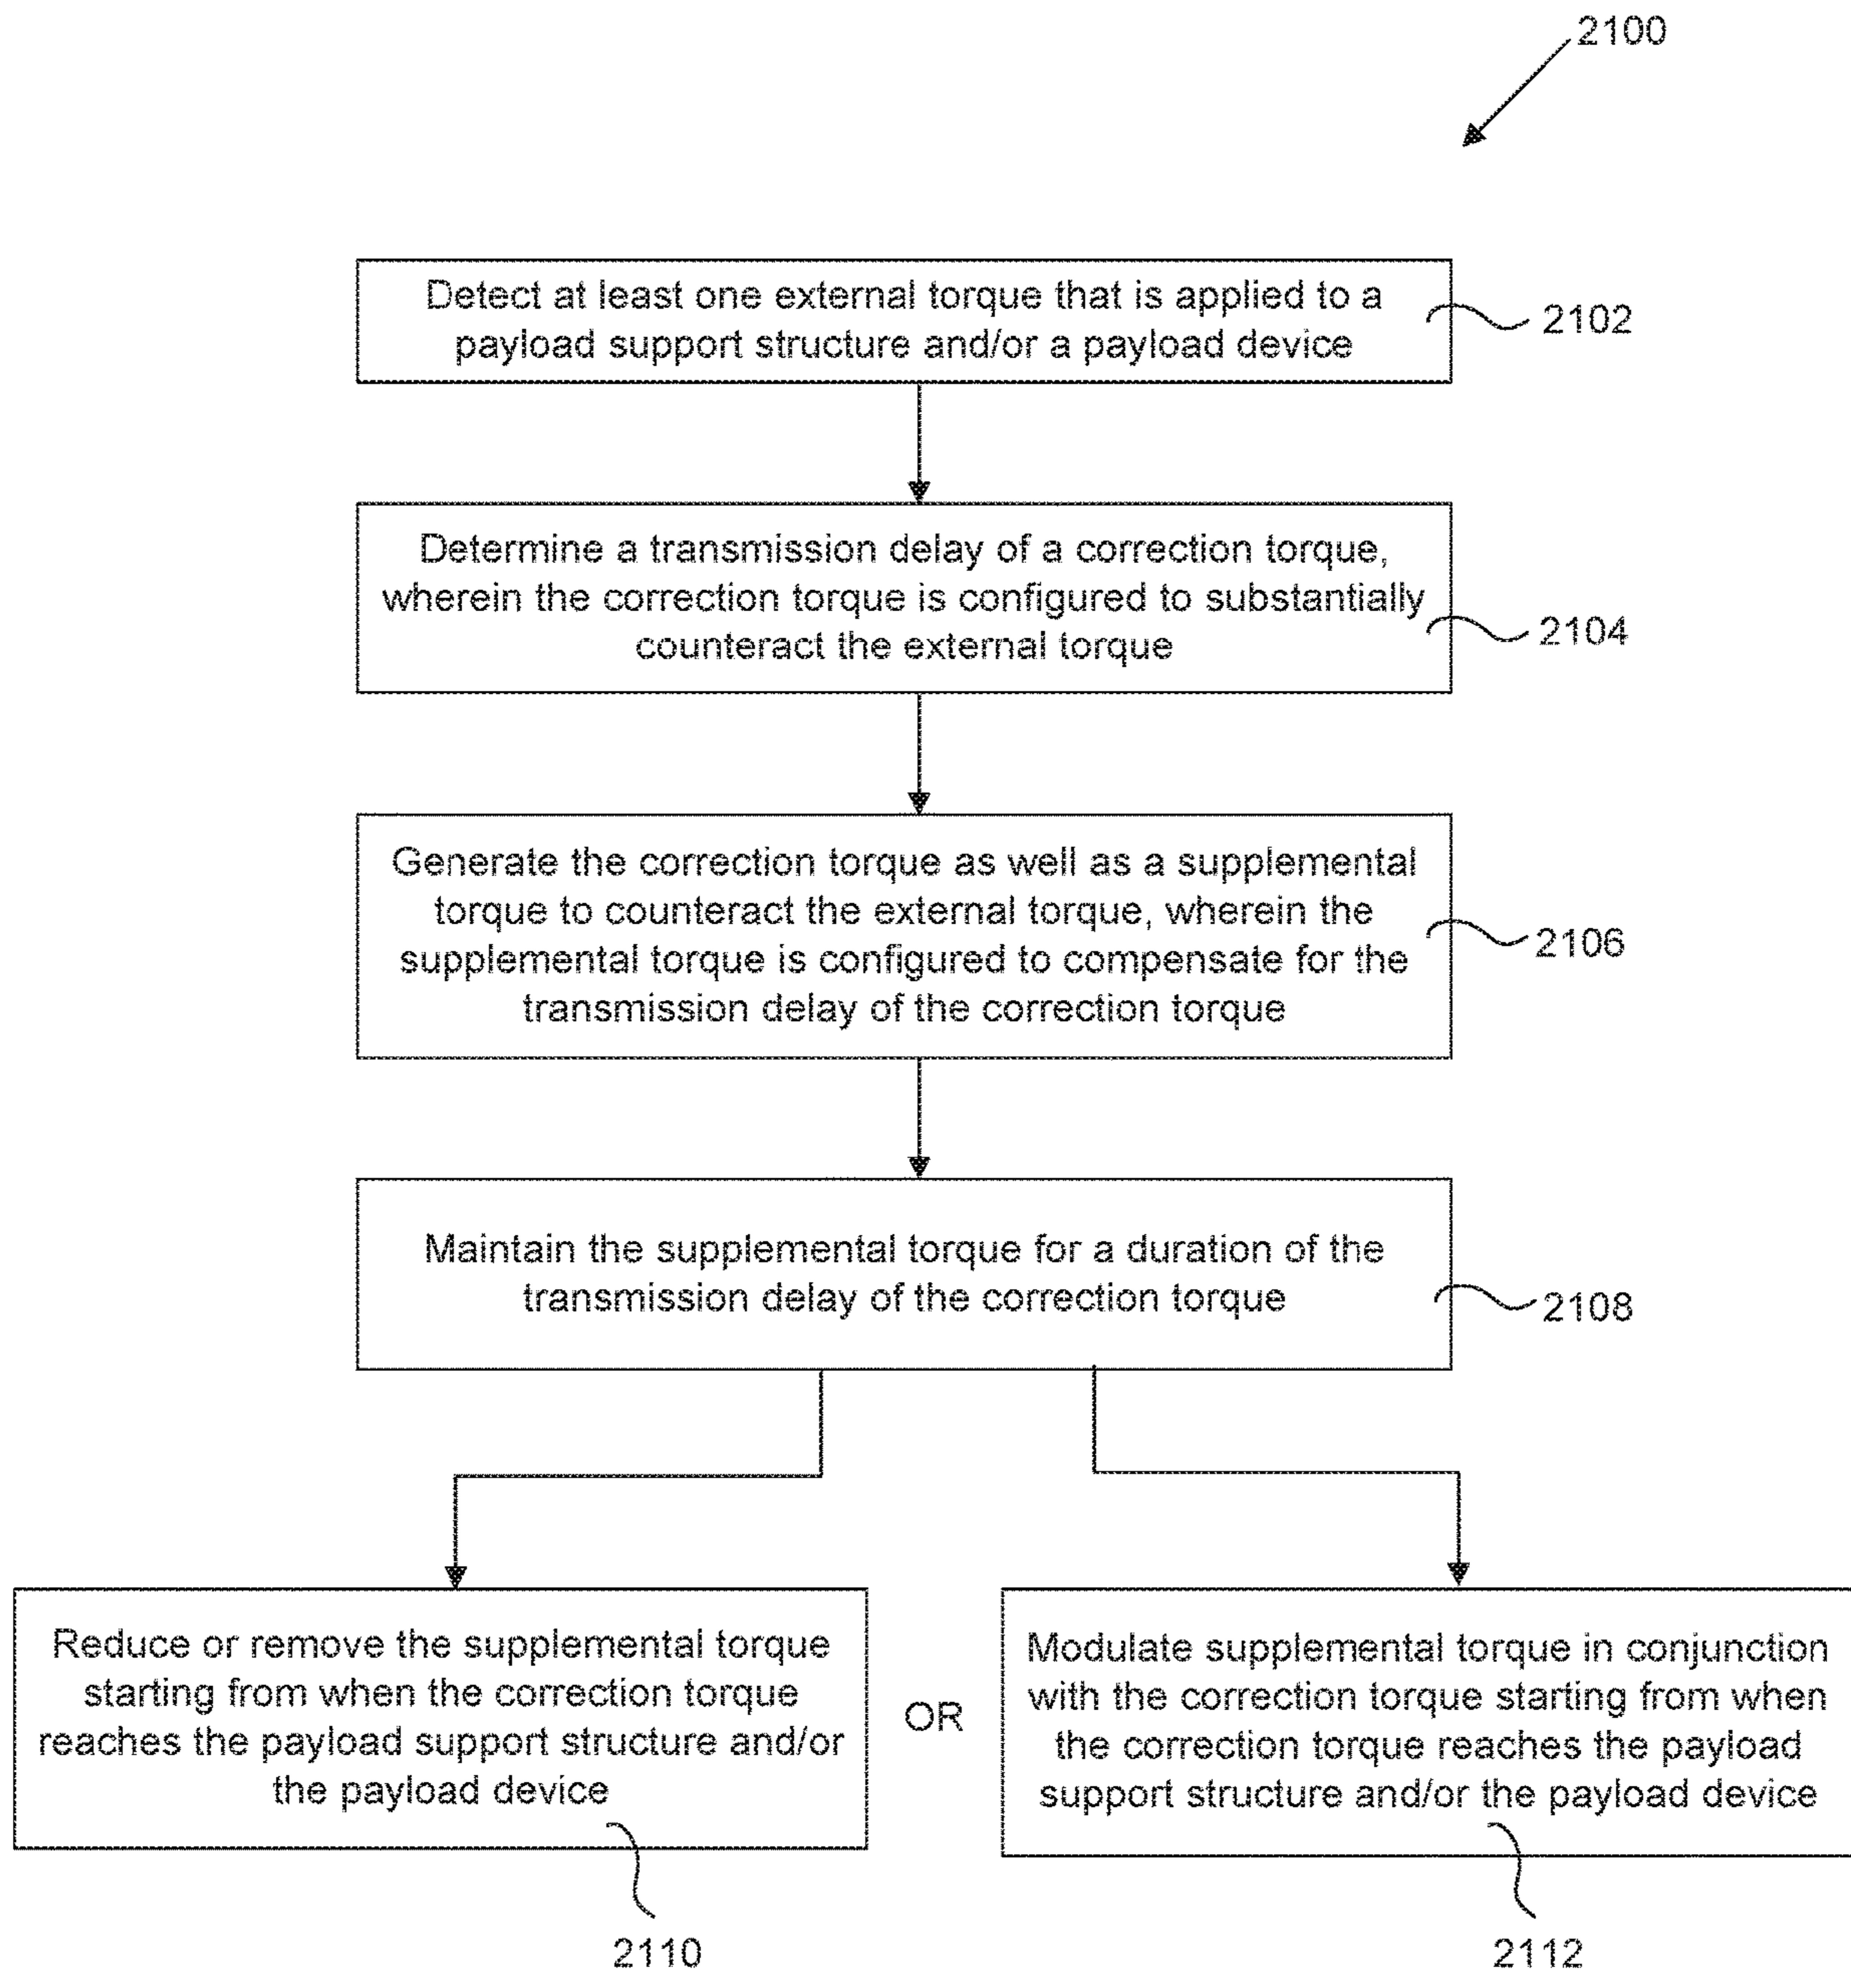 2100
Detect at least one external torque that is applied to a
payload support structure and/or a payload device
2102
Determine a transmission delay of a correction torque,
wherein the correction torque is configured to substantially
counteract the external torque
2104
Generate the correction torque as well as a supplemental
torque to counteract the external torque, wherein the
supplemental torque is configured to compensate for the
transmission delay of the correction torque
2106
Maintain the supplemental torque for a duration of the
transmission delay of the correction torque
2108
Reduce or remove the supplemental torque
starting from when the correction torque
reaches the payload support structure and/or
the payload device
2110
OR
Modulate supplemental torque in conjunction
with the correction torque starting from when
the correction torque reaches the payload
support structure and/or the payload device
2112